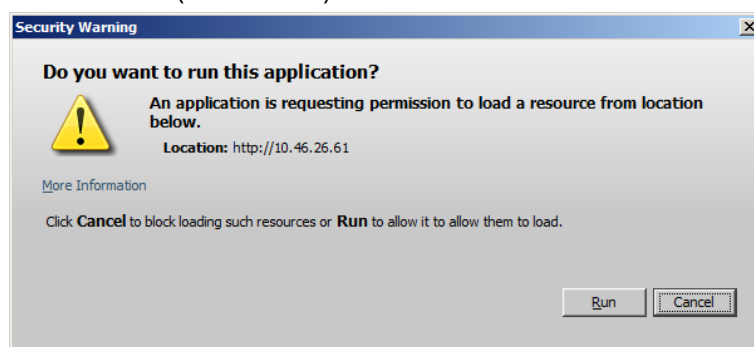 Security Warning
Do you want to run this application?
An application is requesting permission to load a resource from location
below.
Location: http://10.46.26.61
More Information
Click Cancel to block loading such resources or Run to allow it to allow them to load.
Run Cancel